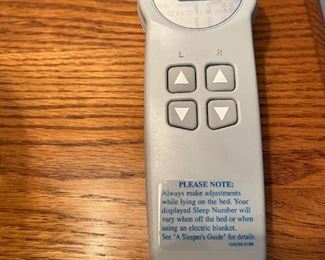 L R
PLEASE NOTE:
Always make adjustments
while lying on the bed. Your
displayed Sleep Number will
vary when off the bed or when
using an electric blanket.
See "A Sleeper's Guide" for details.